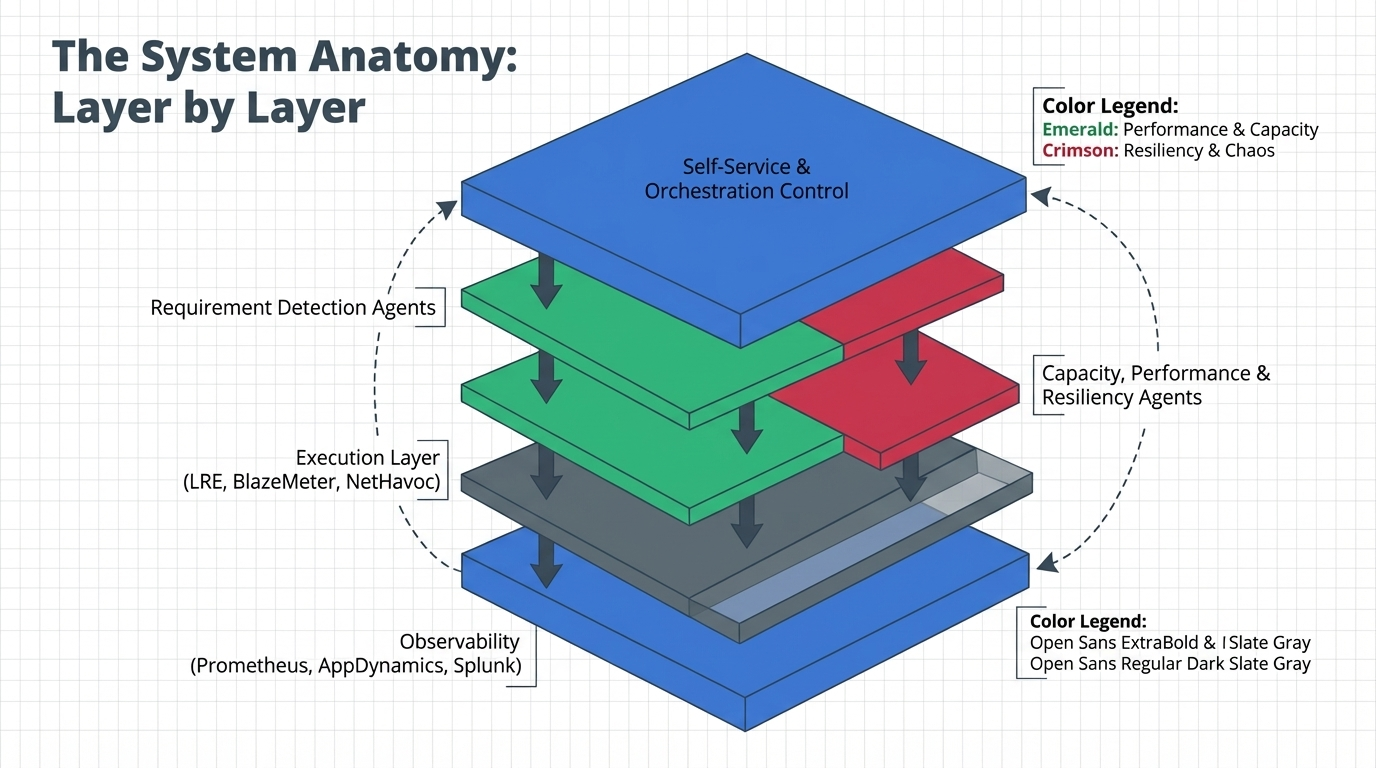 The System Anatomy:
Layer by Layer
Color Legend:
Emerald: Performance & Capacity
Crimson: Resiliency & Chaos
Self-Service &
Orchestration Control
Requirement Detection Agents
Capacity, Performance &
Resiliency Agents
Execution Layer
(LRE, BlazeMeter, NetHavoc)
Observability
(Prometheus, AppDynamics, Splunk)
Color Legend:
Open Sans ExtraBold & Slate Gray
Open Sans Regular Dark Slate Gray